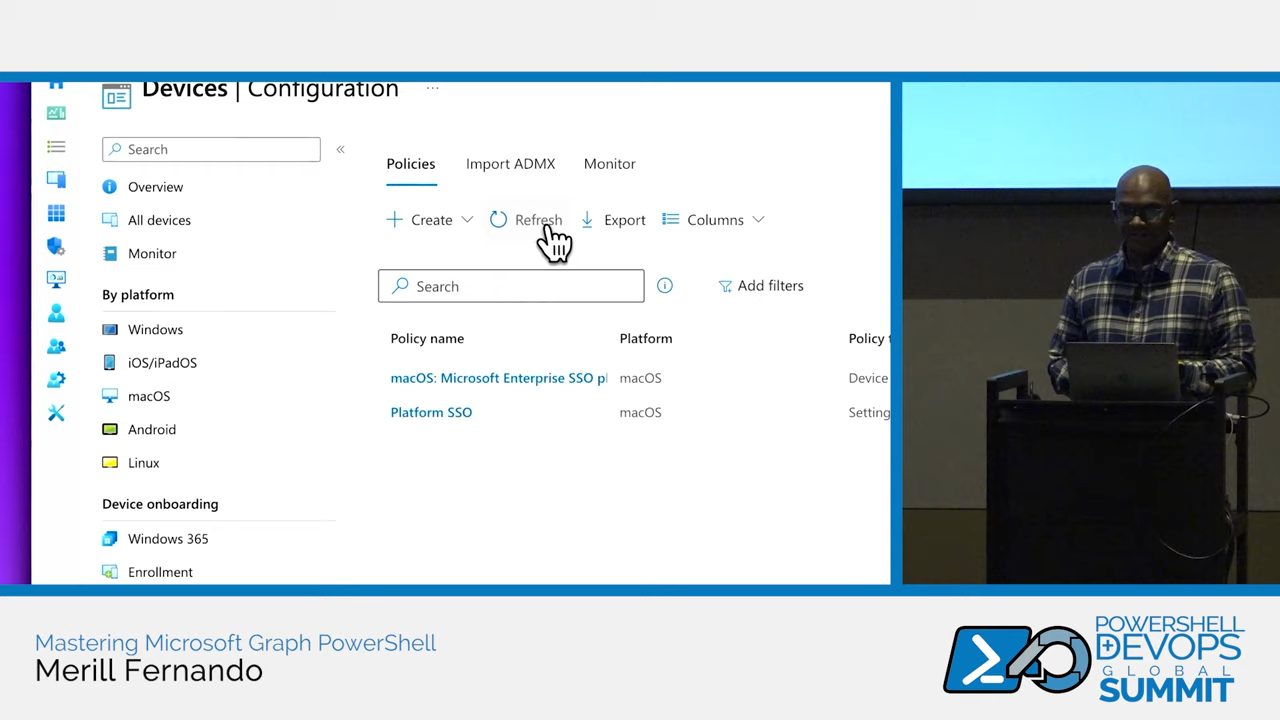 Devices | Configuration ...
Search «
Overview
All devices
Monitor
By platform
Windows
iOS/iPadOS
macOS
Android
Linux
Device onboarding
Windows 365
Enrollment
Policies Import ADMX Monitor
Create Refresh Export Columns
Search Add filters
Policy name Platform Policy t
macOS: Microsoft Enterprise SSO pl macOS Device
Platform SSO macOS Setting
Mastering Microsoft Graph PowerShell
Merill Fernando
POWERSHELL
+DEVOPS
GLOBAL
SUMMIT